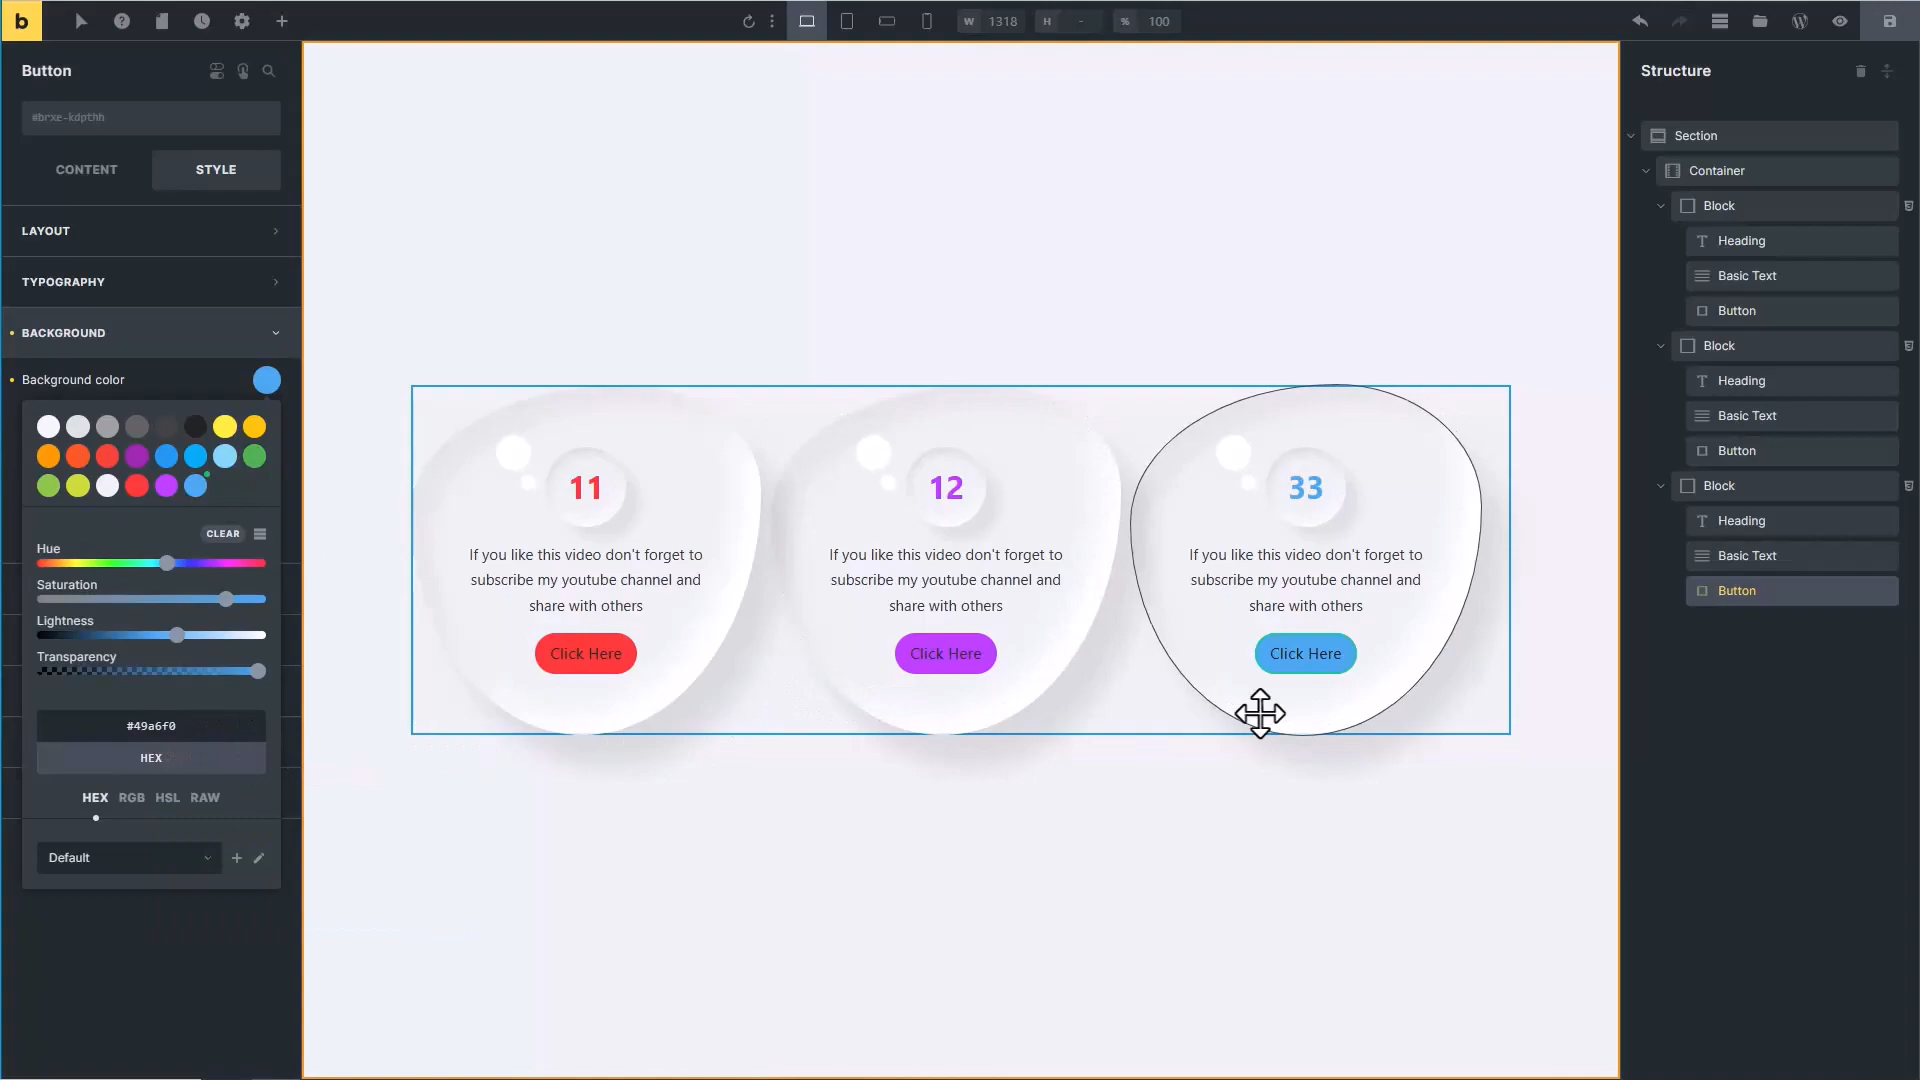 b
W 1318 H - % 100
Button
#brxe-kdpthh
CONTENT STYLE
LAYOUT
TYPOGRAPHY
BACKGROUND
Background color
CLEAR
Hue
Saturation
Lightness
Transparency
#49a6f0
HEX
HEX RGB HSL RAW
Default
11
If you like this video don't forget to
subscribe my youtube channel and
share with others
Click Here
12
If you like this video don't forget to
subscribe my youtube channel and
share with others
Click Here
33
If you like this video don't forget to
subscribe my youtube channel and
share with others
Click Here
Structure
Section
Container
Block
Heading
Basic Text
Button
Block
Heading
Basic Text
Button
Block
Heading
Basic Text
Button